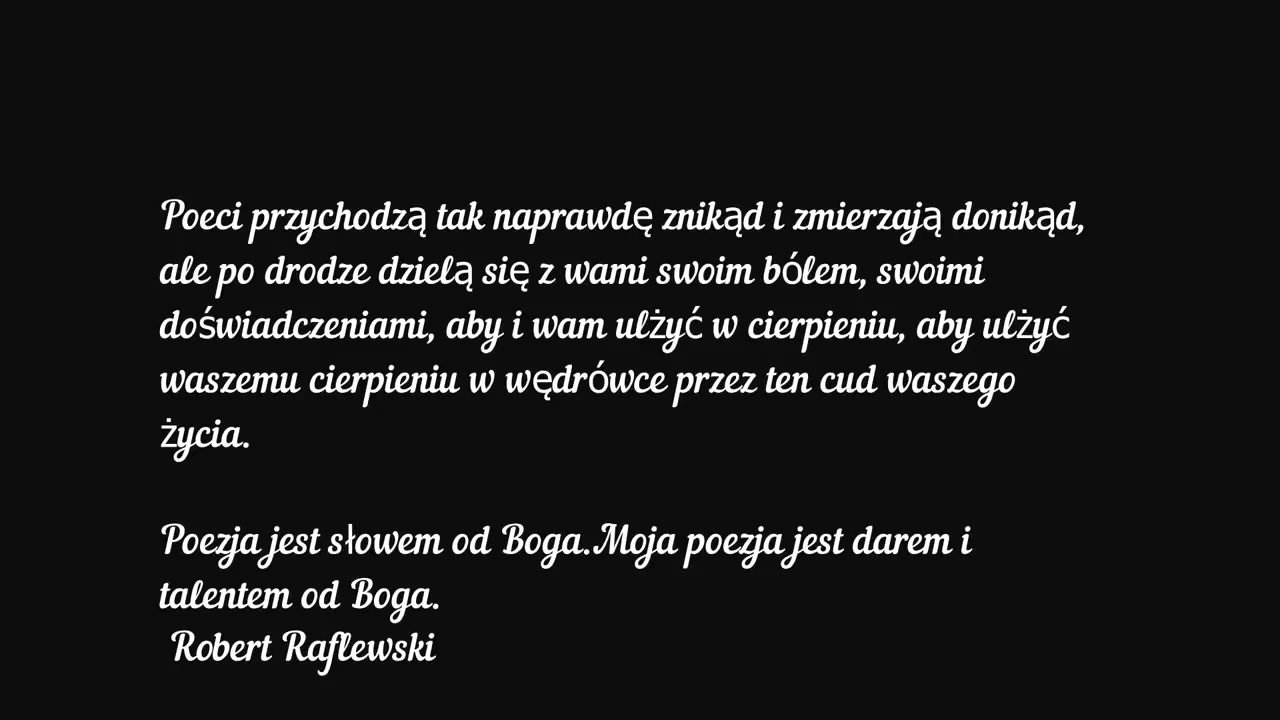 Poeci przychodzą tak naprawdę znikąd i zmierzają donikąd,
ale po drodze dzielą się z wami swoim bólem, swoimi
doświadczeniami, aby i wam ulżyć w cierpieniu, aby ulżyć
waszemu cierpieniu w wędrówce przez ten cud waszego
życia.
Poezja jest słowem od Boga.Moja poezja jest darem i
talentem od Boga.
Robert Raflewski